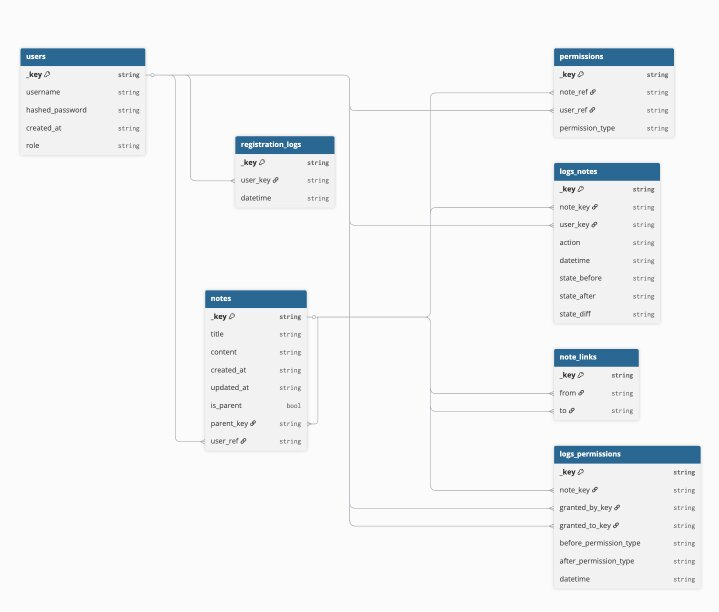 users
_key string
username string
hashed_password string
created_at string
role string
registration_logs
_key string
user_key string
datetime string
notes
_key string
title string
content string
created_at string
updated_at string
is_parent bool
parent_key string
user_ref string
permissions
_key string
note_ref string
user_ref string
permission_type string
logs_notes
_key string
note_key string
user_key string
action string
datetime string
state_before string
state_after string
state_diff string
note_links
_key string
from string
to string
logs_permissions
_key string
note_key string
granted_by_key string
granted_to_key string
before_permission_type string
after_permission_type string
datetime string